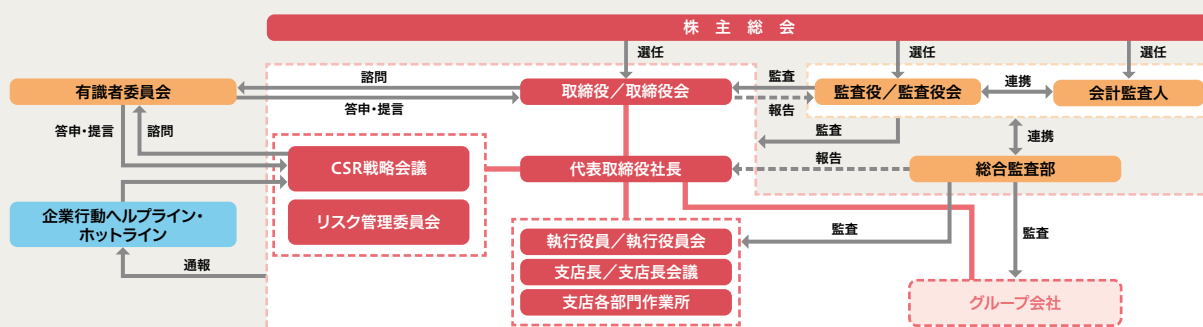 株主総会
選任
選任
選任
有識者委員会
諮問
答申・提言
取締役／取締役会
監査
報告
監査役／監査役会
連携
会計監査人
答申・提言
諮問
監査
連携
CSR戦略会議
代表取締役社長
報告
総合監査部
リスク管理委員会
企業行動ヘルプライン・
ホットライン
通報
執行役員／執行役員会
支店長／支店長会議
支店各部門作業所
監査
監査
グループ会社